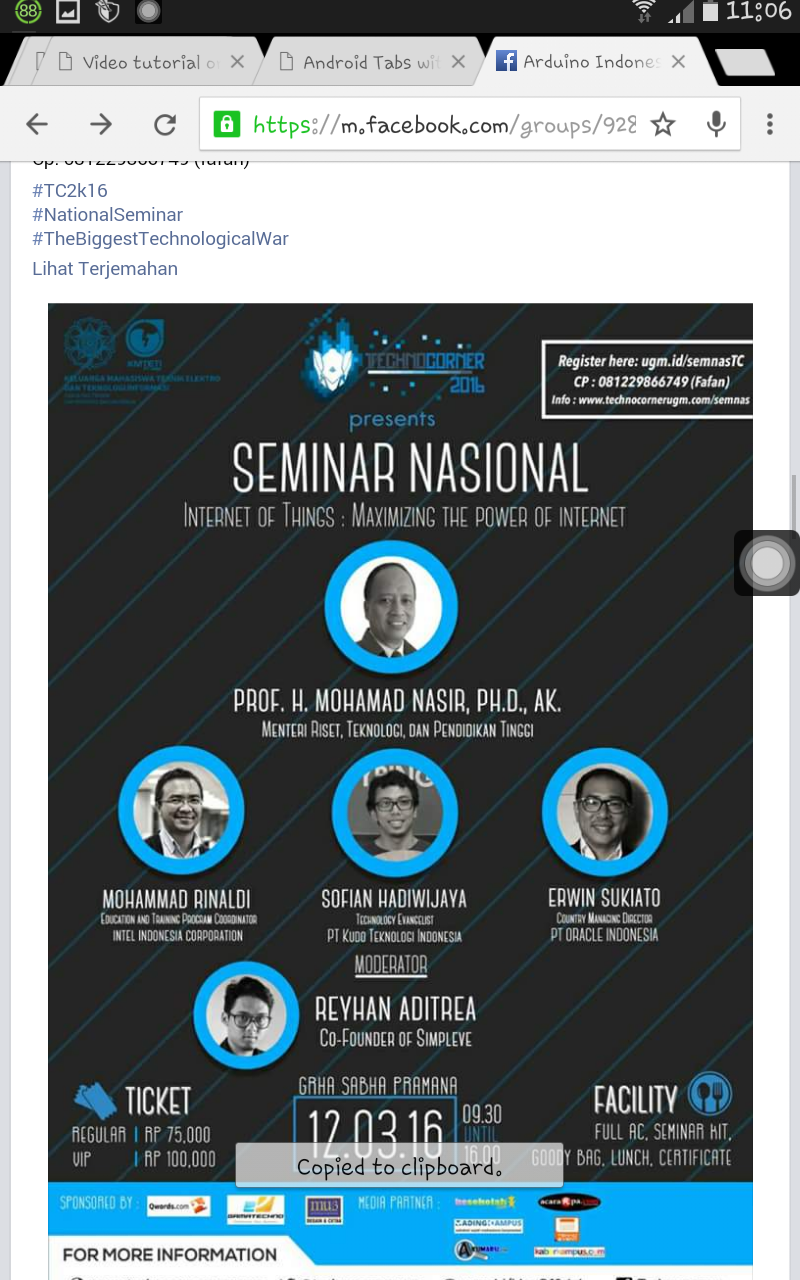 88
11:06
Video tutorial o
Android Tabs wi
Arduino Indones
https://m.facebook.com/groups/928
Cp: 081229866749 (fafan)
#TC2k16
#NationalSeminar
#TheBiggestTechnologicalWar
Lihat Terjemahan
KMTETI
KELUARGA MAHASISWA TEKNIK ELEKTRO
DAN TEKNOLOGI INFORMASI
TECHNOCORNER
2016
presents
Register here: ugm.id/semnasTC
CP : 081229866749 (Fafan)
Info : www.technocornerugm.com/semnas
SEMINAR NASIONAL
INTERNET OF THINGS : MAXIMIZING THE POWER OF INTERNET
PROF. H. MOHAMAD NASIR, PH.D., AK.
MENTERI RISET, TEKNOLOGI, DAN PENDIDIKAN TINGGI
MOHAMMAD RINALDI
EDUCATION AND TRAINING PROGRAM COORDINATOR
INTEL INDONESIA CORPORATION
SOFIAN HADIWIJAYA
TECHNOLOGY EVANGELIST
PT KUDO TEKNOLOGI INDONESIA
ERWIN SUKIATO
COUNTRY MANAGING DIRECTOR
PT ORACLE INDONESIA
MODERATOR
REYHAN ADITREA
CO-FOUNDER OF SIMPLEVE
TICKET
REGULAR | RP 75,000
VIP | RP 100,000
GRHA SABHA PRAMANA
12.03.16
09.30
UNTIL
16.00
FACILITY
FULL AC, SEMINAR KIT,
GOODY BAG, LUNCH, CERTIFICATE
Copied to clipboard.
SPONSORED BY :
Qwords.com
GAMATECHNO
MEDIA PARTNER :
FOR MORE INFORMATION